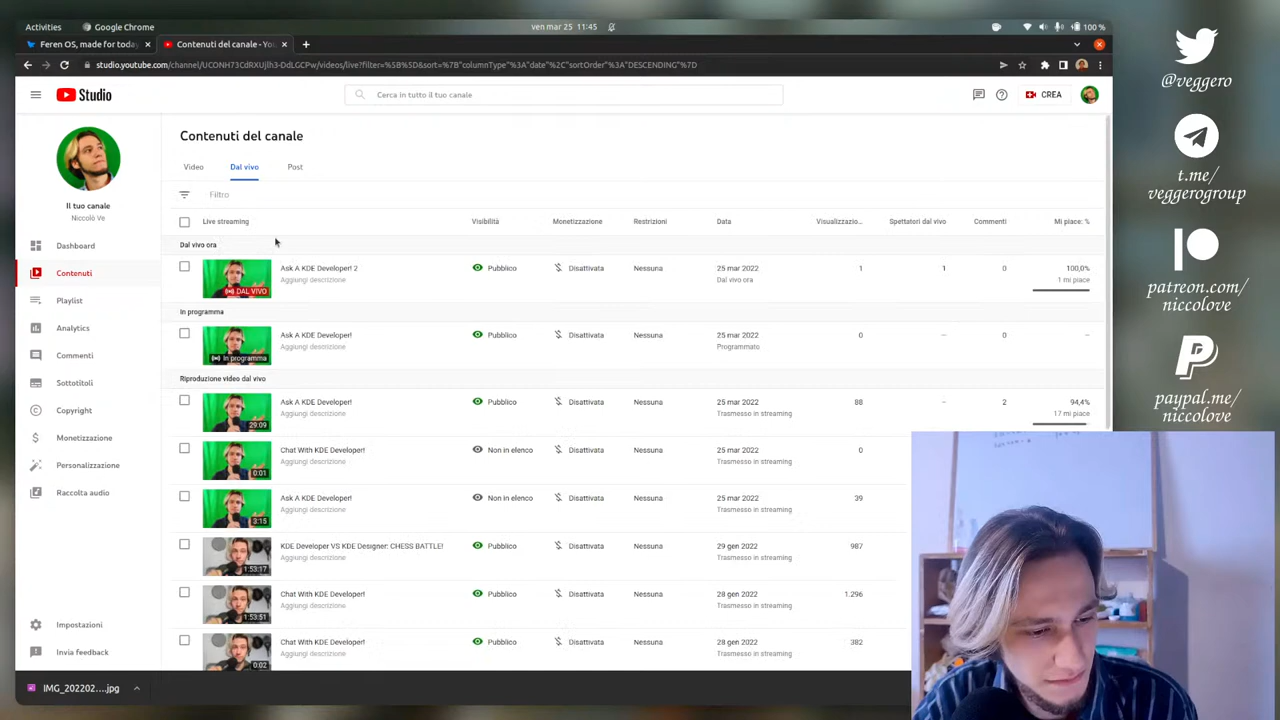 Activities
Google Chrome
ven mar 25 11:45
100 %
Feren OS, made for today
Contenuti del canale - You
studio.youtube.com/channel/UCONH73CdRXUjlh3-DdLGCPw/videos/live?filter=%5B%5D&sort=%7B"columnType"%3A"date"%2C"sortOrder"%3A"DESCENDING"%7D
Studio
Cerca in tutto il tuo canale
CREA
Il tuo canale
Niccolò Ve
Dashboard
Contenuti
Playlist
Analytics
Commenti
Sottotitoli
Copyright
Monetizzazione
Personalizzazione
Raccolta audio
Impostazioni
Invia feedback
Contenuti del canale
Video Dal vivo Post
Filtro
Live streaming Visibilità Monetizzazione Restrizioni Data Visualizzazio... Spettatori dal vivo Commenti Mi piace: %
Dal vivo ora
Ask A KDE Developer! 2 Pubblico Disattivata Nessuna 25 mar 2022 1 1 0 100,0%
Aggiungi descrizione Dal vivo ora 1 mi piace
DAL VIVO
In programma
Ask A KDE Developer! Pubblico Disattivata Nessuna 25 mar 2022 0 — 0 —
Aggiungi descrizione Programmato
In programma
Riproduzione video dal vivo
Ask A KDE Developer! Pubblico Disattivata Nessuna 25 mar 2022 88 — 2 94,4%
Aggiungi descrizione Trasmesso in streaming 17 mi piace
29:09
Chat With KDE Developer! Non in elenco Disattivata Nessuna 25 mar 2022 0
Aggiungi descrizione Trasmesso in streaming
0:01
Ask A KDE Developer! Non in elenco Disattivata Nessuna 25 mar 2022 39
Aggiungi descrizione Trasmesso in streaming
3:15
KDE Developer VS KDE Designer: CHESS BATTLE! Pubblico Disattivata Nessuna 29 gen 2022 987
Aggiungi descrizione Trasmesso in streaming
1:53:17
Chat With KDE Developer! Pubblico Disattivata Nessuna 28 gen 2022 1.296
Aggiungi descrizione Trasmesso in streaming
1:53:51
Chat With KDE Developer! Pubblico Disattivata Nessuna 28 gen 2022 382
Aggiungi descrizione Trasmesso in streaming
0:02
IMG_202202....jpg
@veggero
t.me/
veggerogroup
patreon.com/
niccolove
paypal.me/
niccolove